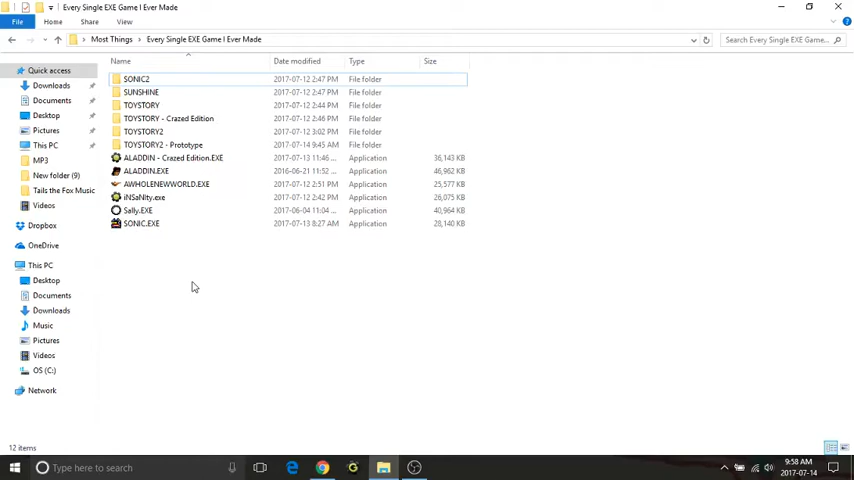 Every Single EXE Game I Ever Made
File Home Share View
Most Things › Every Single EXE Game I Ever Made
Search Every Single EXE Game...
Name Date modified Type Size
Quick access
Downloads
Documents
Desktop
Pictures
This PC
MP3
New folder (9)
Tails the Fox Music
Videos
Dropbox
OneDrive
This PC
Desktop
Documents
Downloads
Music
Pictures
Videos
OS (C:)
Network
SONIC2 2017-07-12 2:47 PM File folder
SUNSHINE 2017-07-12 2:47 PM File folder
TOYSTORY 2017-07-12 2:44 PM File folder
TOYSTORY - Crazed Edition 2017-07-12 2:46 PM File folder
TOYSTORY2 2017-07-12 3:02 PM File folder
TOYSTORY2 - Prototype 2017-07-14 9:45 AM File folder
ALADDIN - Crazed Edition.EXE 2017-07-13 11:46 ... Application 36,143 KB
ALADDIN.EXE 2016-06-21 11:52 ... Application 46,962 KB
AWHOLENEWWORLD.EXE 2017-07-12 2:51 PM Application 25,577 KB
iNSaNity.exe 2017-07-12 2:42 PM Application 26,075 KB
Sally.EXE 2017-06-04 11:04 ... Application 40,964 KB
SONIC.EXE 2017-07-13 8:27 AM Application 28,140 KB
12 items
Type here to search
9:58 AM
2017-07-14